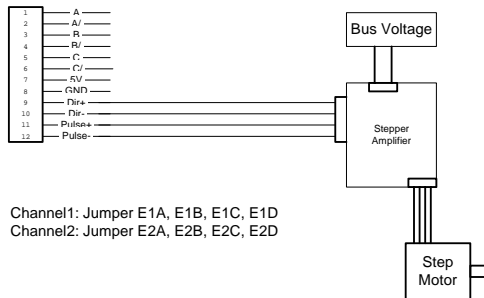 1 A
2 A/
3 B
4 B/
5 C
6 C/
7 5V
8 GND
9 Dir+
10 Dir-
11 Pulse+
12 Pulse-
Bus Voltage
Stepper
Amplifier
Step
Motor
Channel1: Jumper E1A, E1B, E1C, E1D
Channel2: Jumper E2A, E2B, E2C, E2D